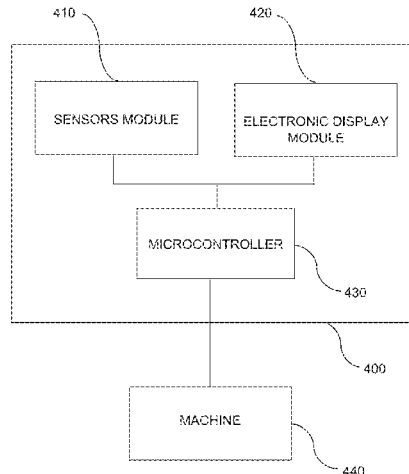 410
420
SENSORS MODULE
ELECTRONIC DISPLAY
MODULE
MICROCONTROLLER
430
400
MACHINE
440